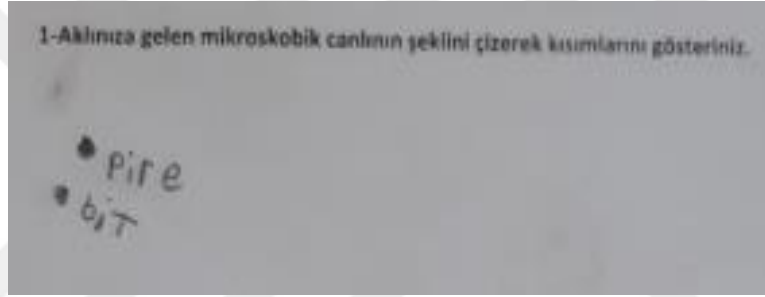 1-Aklınıza gelen mikroskobik canlının şeklini çizerek kısımlarını gösteriniz.
• Pire
• biT